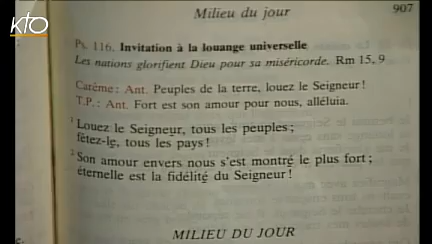 kto
Milieu du jour
907
Ps. 116. Invitation à la louange universelle
Les nations glorifient Dieu pour sa miséricorde. Rm 15, 9
Carême : Ant. Peuples de la terre, louez le Seigneur !
T.P. : Ant. Fort est son amour pour nous, alléluia.
1 Louez le Seigneur, tous les peuples ;
fêtez-le, tous les pays !
2 Son amour envers nous s'est montré le plus fort ;
éternelle est la fidélité du Seigneur !
MILIEU DU JOUR